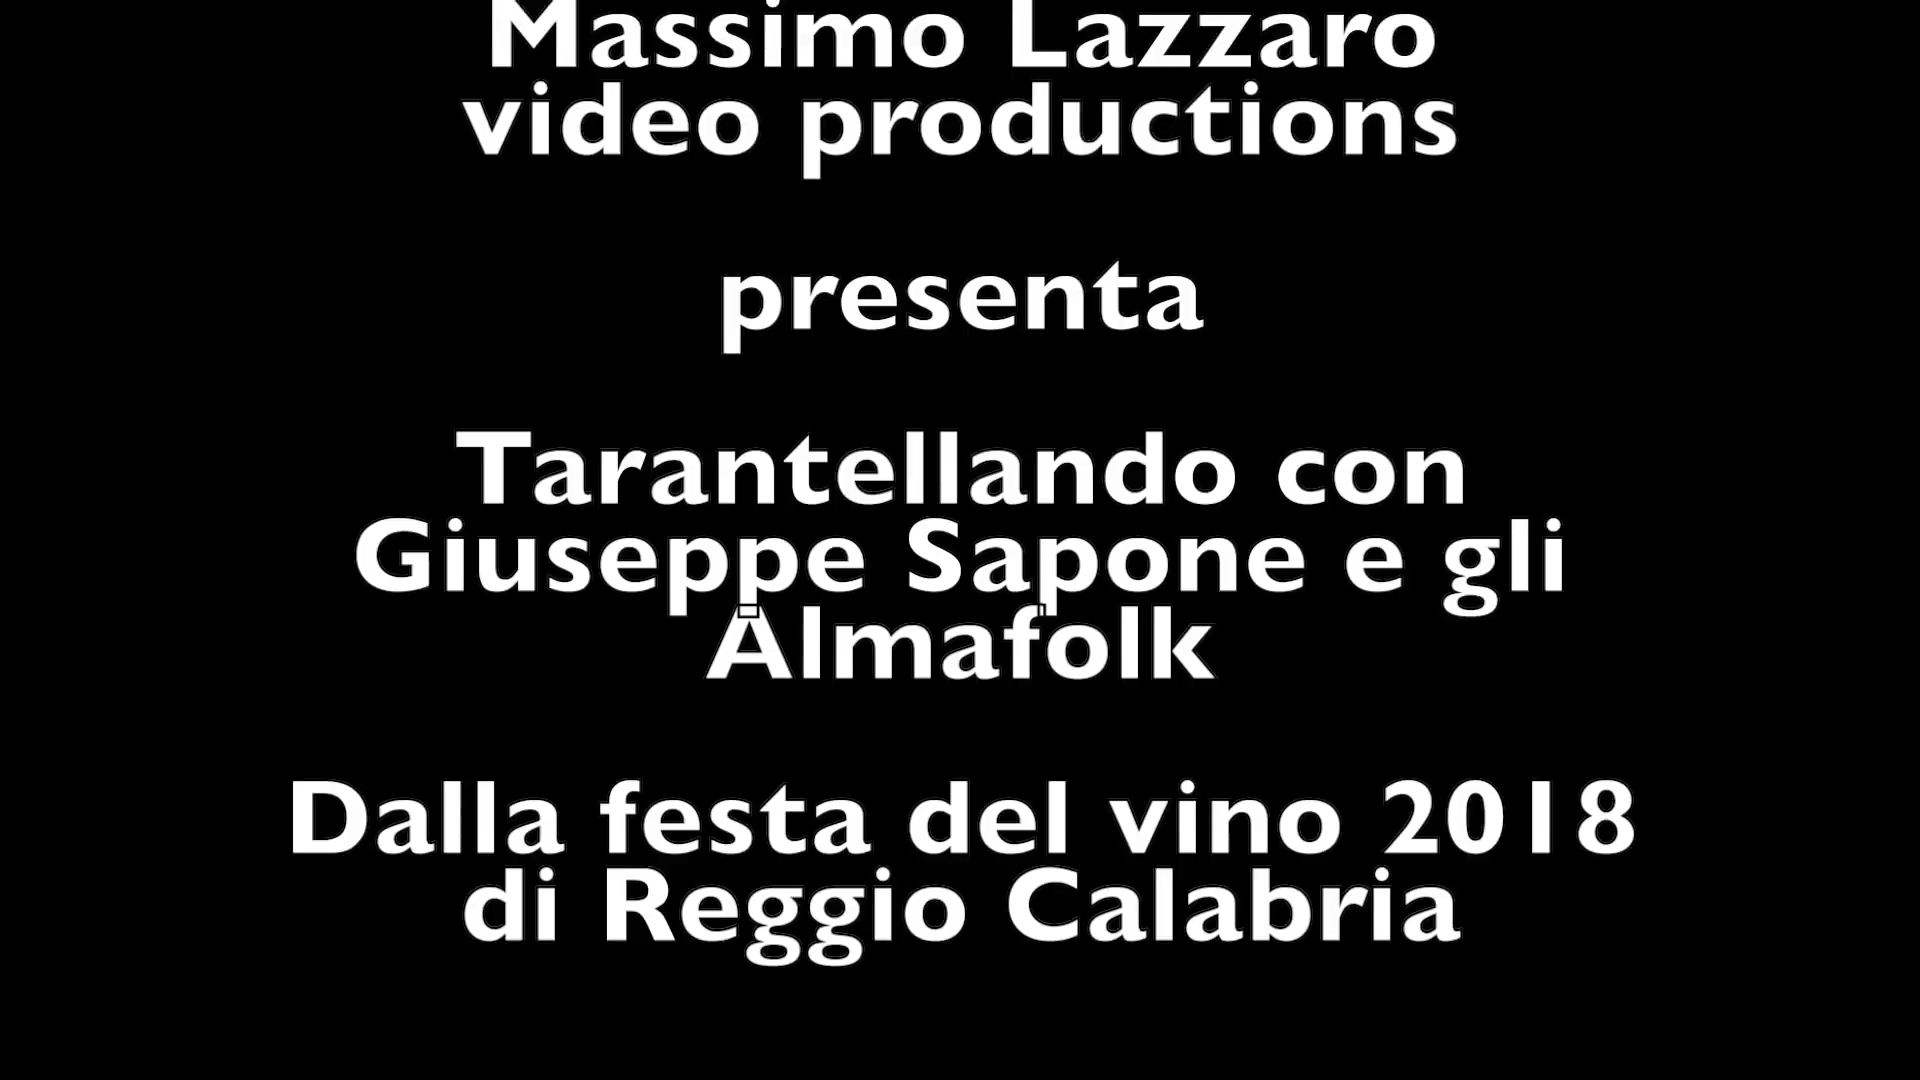 Massimo Lazzaro
video productions
presenta
Tarantellando con
Giuseppe Sapone e gli
Almafolk
Dalla festa del vino 2018
di Reggio Calabria